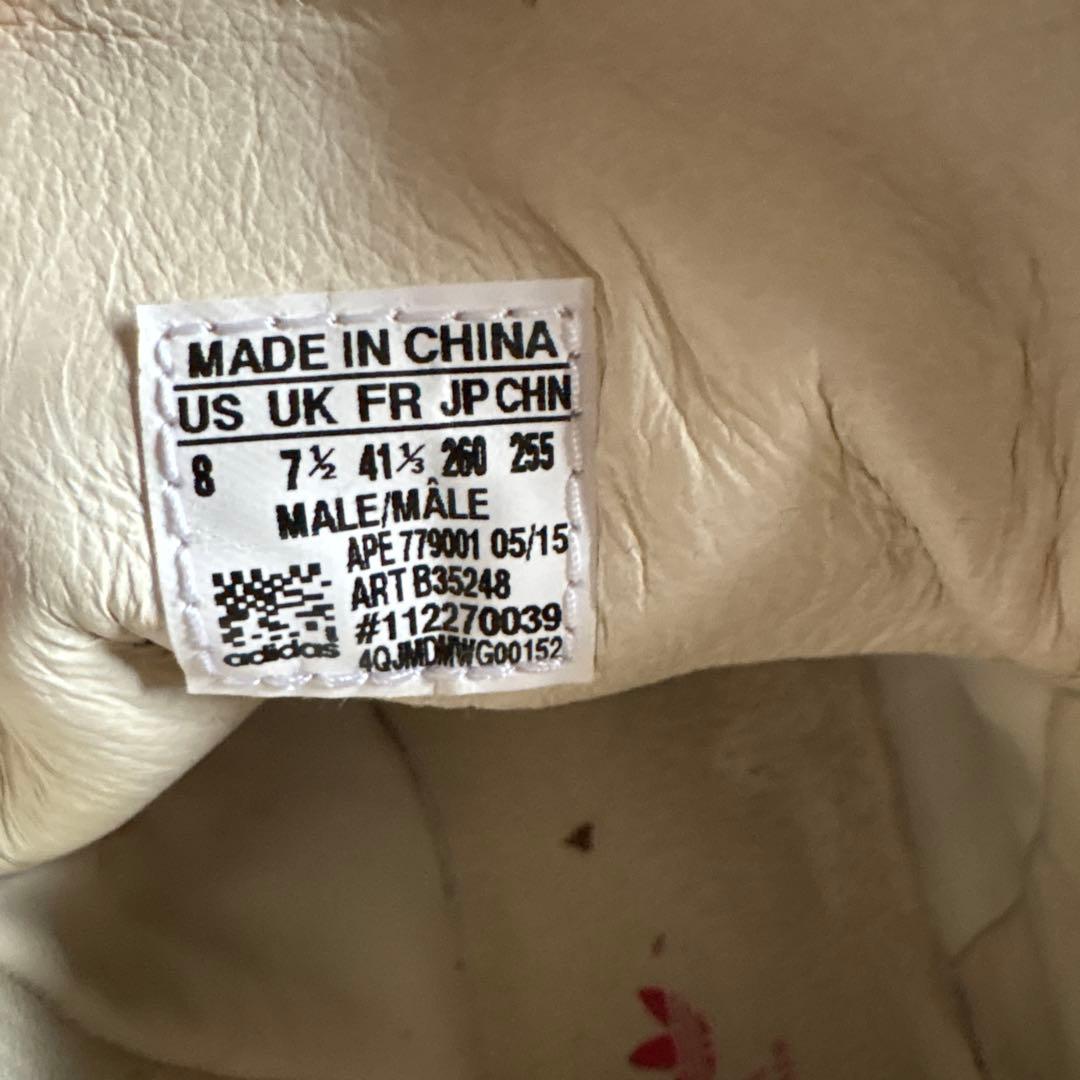 MADE IN CHINA
US UK FR JP CHN
8 7½ 41⅓ 260 255
MALE/MÂLE
APE 779001 05/15
ART B35248
#112270039
adidas 4QJMDMWG00152